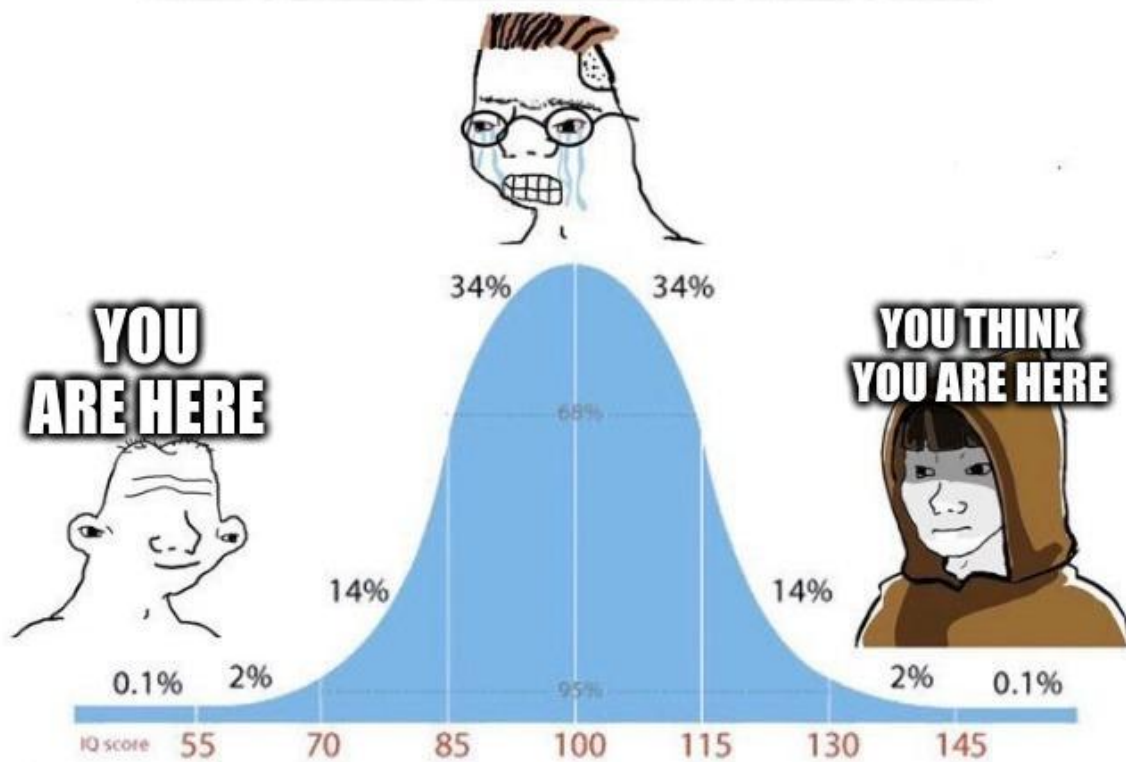 34% 34%
YOU
ARE HERE
YOU THINK
YOU ARE HERE
68%
14% 14%
0.1% 2% 2% 0.1%
95%
IQ score 55 70 85 100 115 130 145